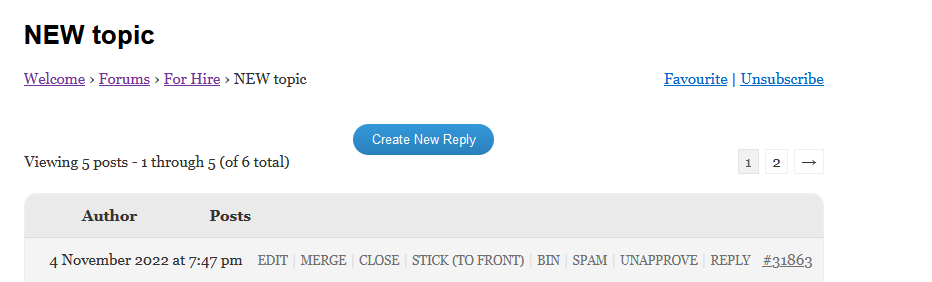 NEW topic
Welcome › Forums › For Hire › NEW topic
Favourite | Unsubscribe
Create New Reply
Viewing 5 posts - 1 through 5 (of 6 total)
1 2 →
Author Posts
4 November 2022 at 7:47 pm EDIT | MERGE | CLOSE | STICK (TO FRONT) | BIN | SPAM | UNAPPROVE | REPLY #31863